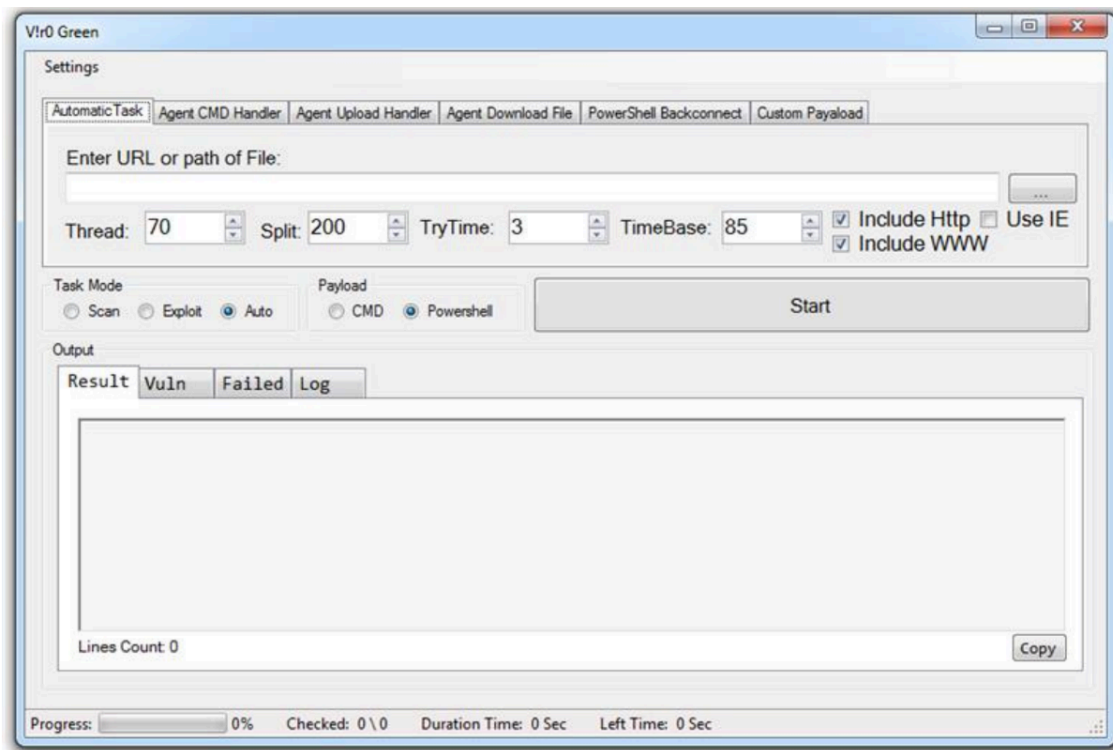 V!r0 Green
Settings
AutomaticTask Agent CMD Handler Agent Upload Handler Agent Download File PowerShell Backconnect Custom Payaload
Enter URL or path of File:
...
Thread: 70 Split: 200 TryTime: 3 TimeBase: 85 Include Http Use IE
Include WWW
Task Mode Payload
Scan Exploit Auto CMD Powershell Start
Output
Result Vuln Failed Log
Lines Count: 0 Copy
Progress: 0% Checked: 0 \ 0 Duration Time: 0 Sec Left Time: 0 Sec